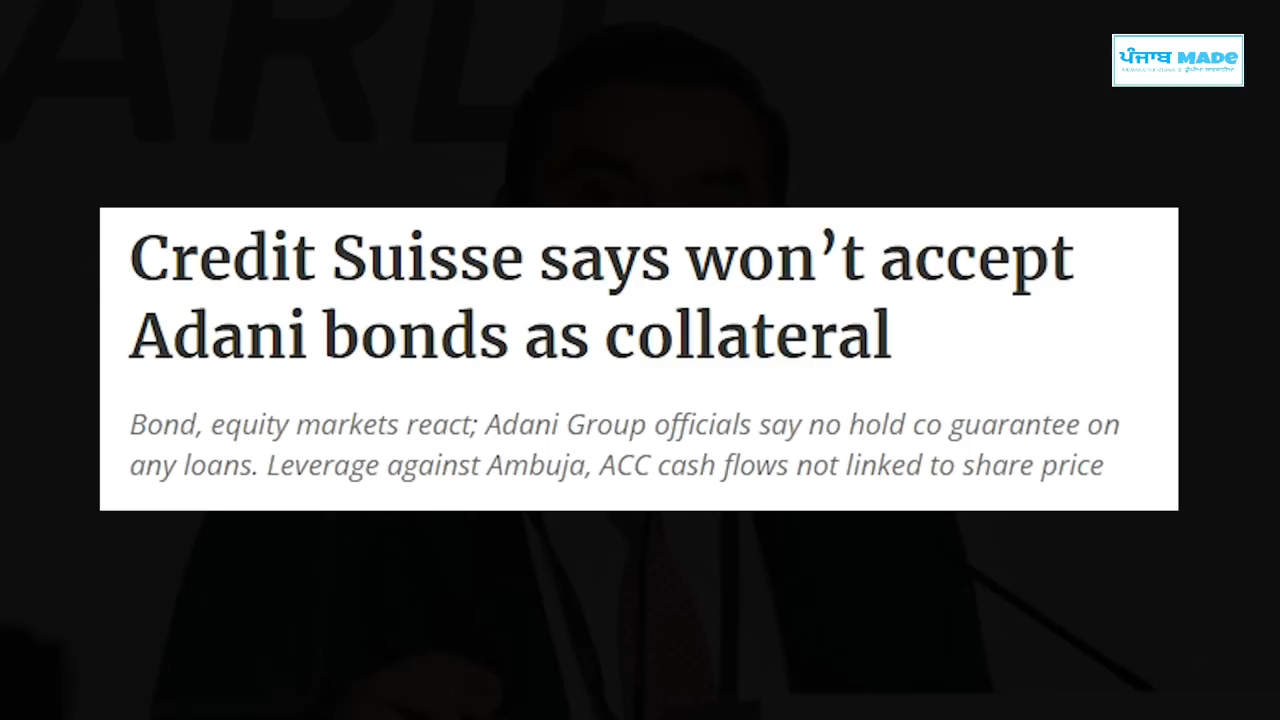 ARD
ਪੰਜਾਬ MADE
Credit Suisse says won’t accept
Adani bonds as collateral
Bond, equity markets react; Adani Group officials say no hold co guarantee on
any loans. Leverage against Ambuja, ACC cash flows not linked to share price